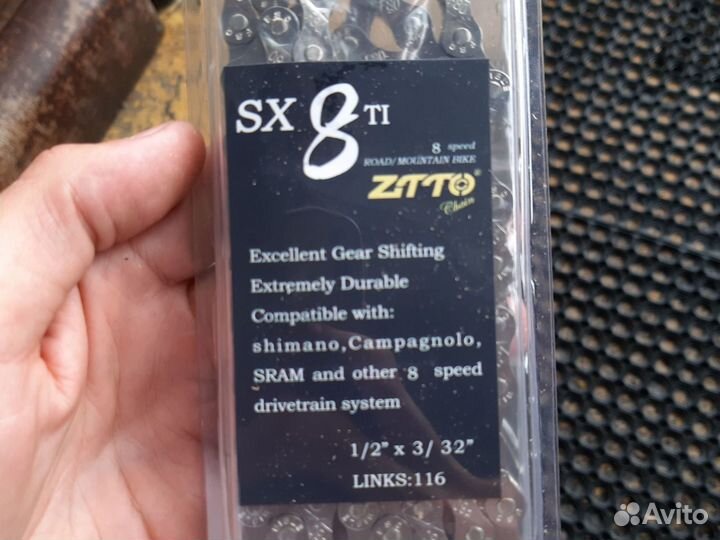 SX 8 TI
8 speed
ROAD/MOUNTAIN BIKE
ZTTO®
Chain
Excellent Gear Shifting
Extremely Durable
Compatible with:
shimano,Campagnolo,
SRAM and other 8 speed
drivetrain system
1/2" x 3/ 32"
LINKS:116
Avito